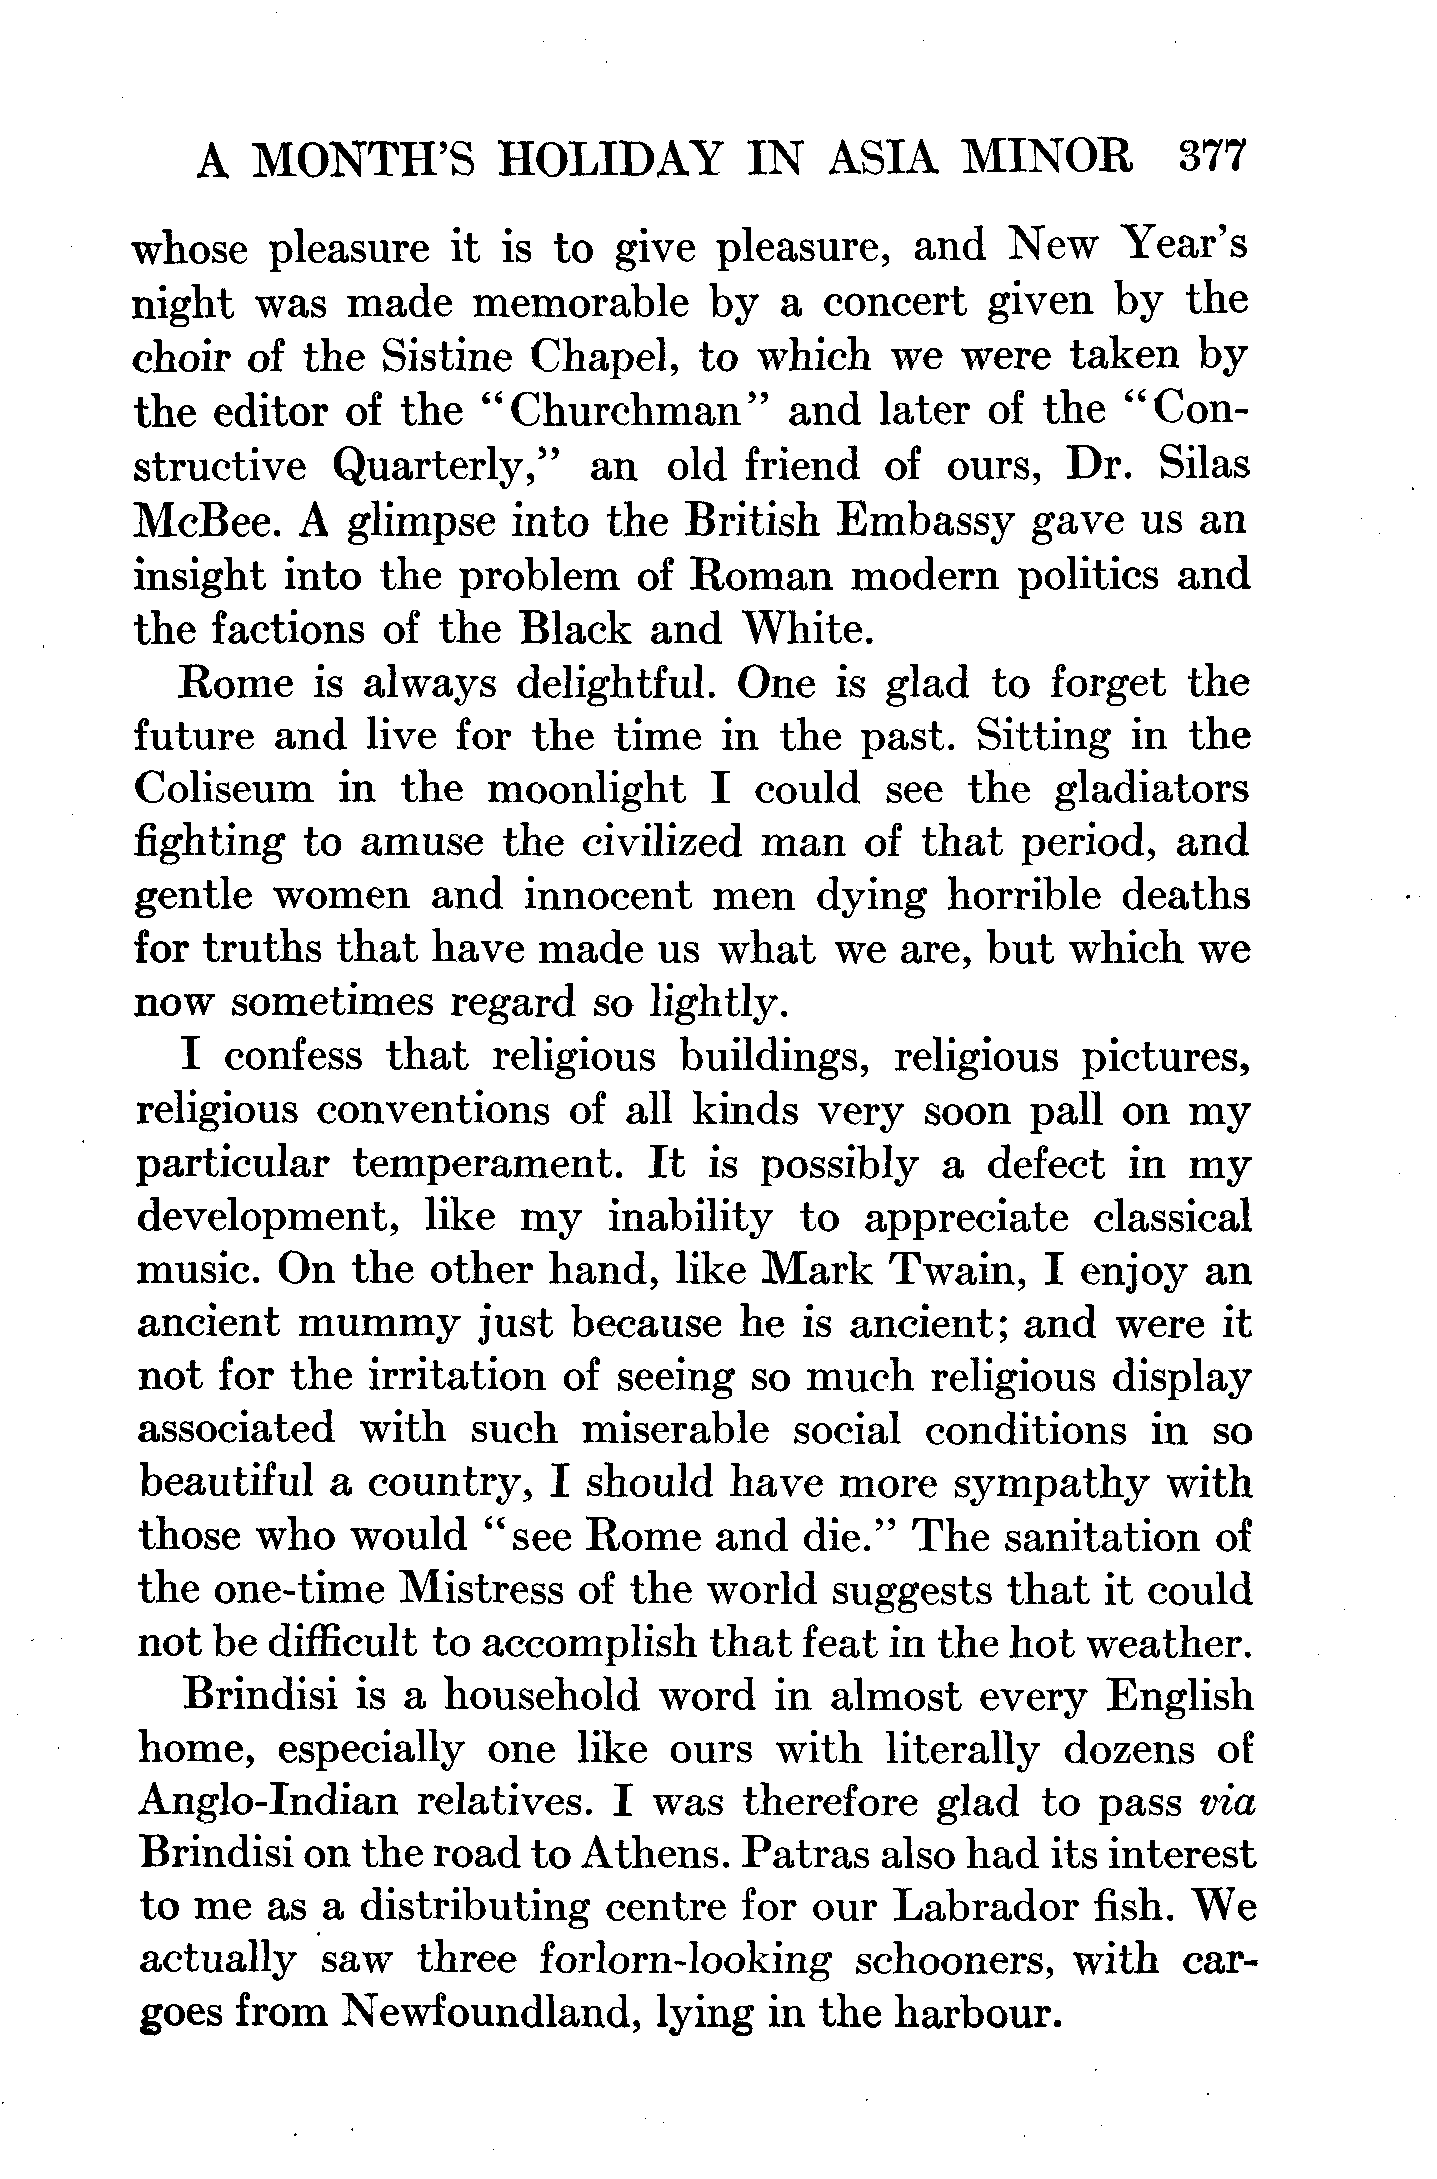 A MONTH'S HOLIDAY IN ASIA MINOR 377
whose pleasure it is to give pleasure, and New Year's
night was made memorable by a concert given by the
choir of the Sistine Chapel, to which we were taken by
the editor of the "Churchman" and later of the "Con-
structive Quarterly," an old friend of ours, Dr. Silas
McBee. A glimpse into the British Embassy gave us an
insight into the problem of Roman modern politics and
the factions of the Black and White.
Rome is always delightful. One is glad to forget the
future and live for the time in the past. Sitting in the
Coliseum in the moonlight I could see the gladiators
fighting to amuse the civilized man of that period, and
gentle women and innocent men dying horrible deaths
for truths that have made us what we are, but which we
now sometimes regard so lightly.
I confess that religious buildings, religious pictures,
religious conventions of all kinds very soon pall on my
particular temperament. It is possibly a defect in my
development, like my inability to appreciate classical
music. On the other hand, like Mark Twain, I enjoy an
ancient mummy just because he is ancient; and were it
not for the irritation of seeing so much religious display
associated with such miserable social conditions in so
beautiful a country, I should have more sympathy with
those who would "see Rome and die." The sanitation of
the one-time Mistress of the world suggests that it could
not be difficult to accomplish that feat in the hot weather.
Brindisi is a household word in almost every English
home, especially one like ours with literally dozens of
Anglo-Indian relatives. I was therefore glad to pass via
Brindisi on the road to Athens. Patras also had its interest
to me as a distributing centre for our Labrador fish. We
actually saw three forlorn-looking schooners, with car-
goes from Newfoundland, lying in the harbour.